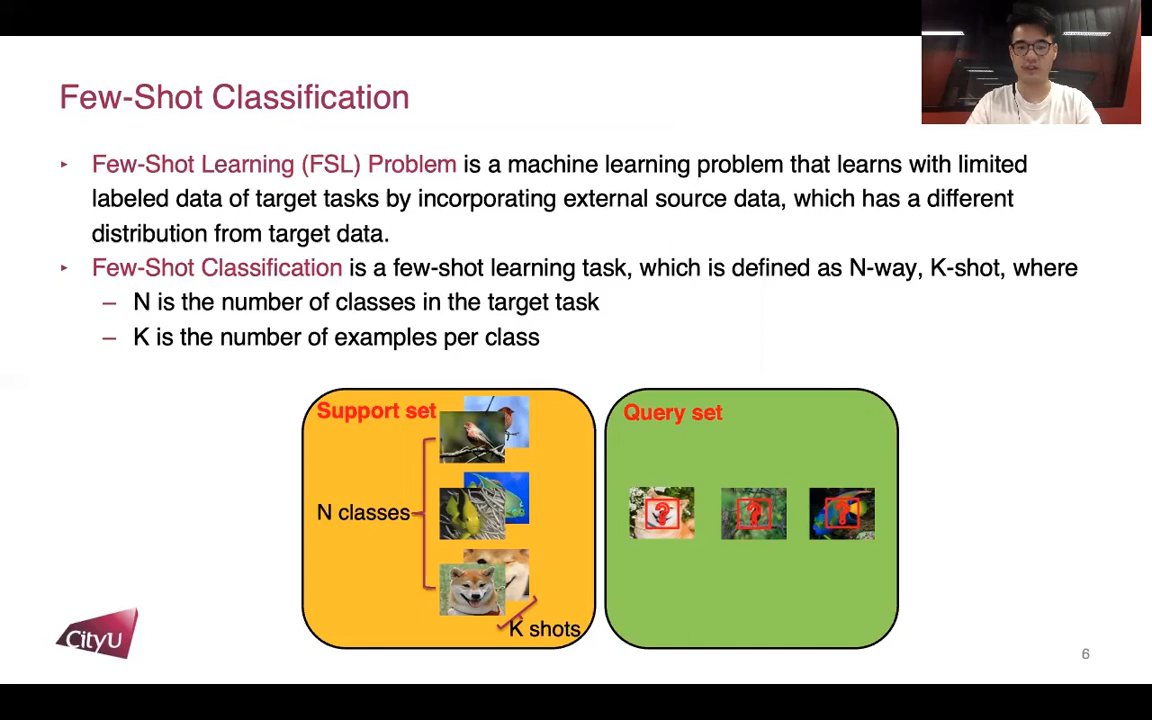 Few-Shot Classification
Few-Shot Learning (FSL) Problem is a machine learning problem that learns with limited
labeled data of target tasks by incorporating external source data, which has a different
distribution from target data.
Few-Shot Classification is a few-shot learning task, which is defined as N-way, K-shot, where
– N is the number of classes in the target task
– K is the number of examples per class
Support set
N classes
K shots
Query set
?
?
?
CityU
6